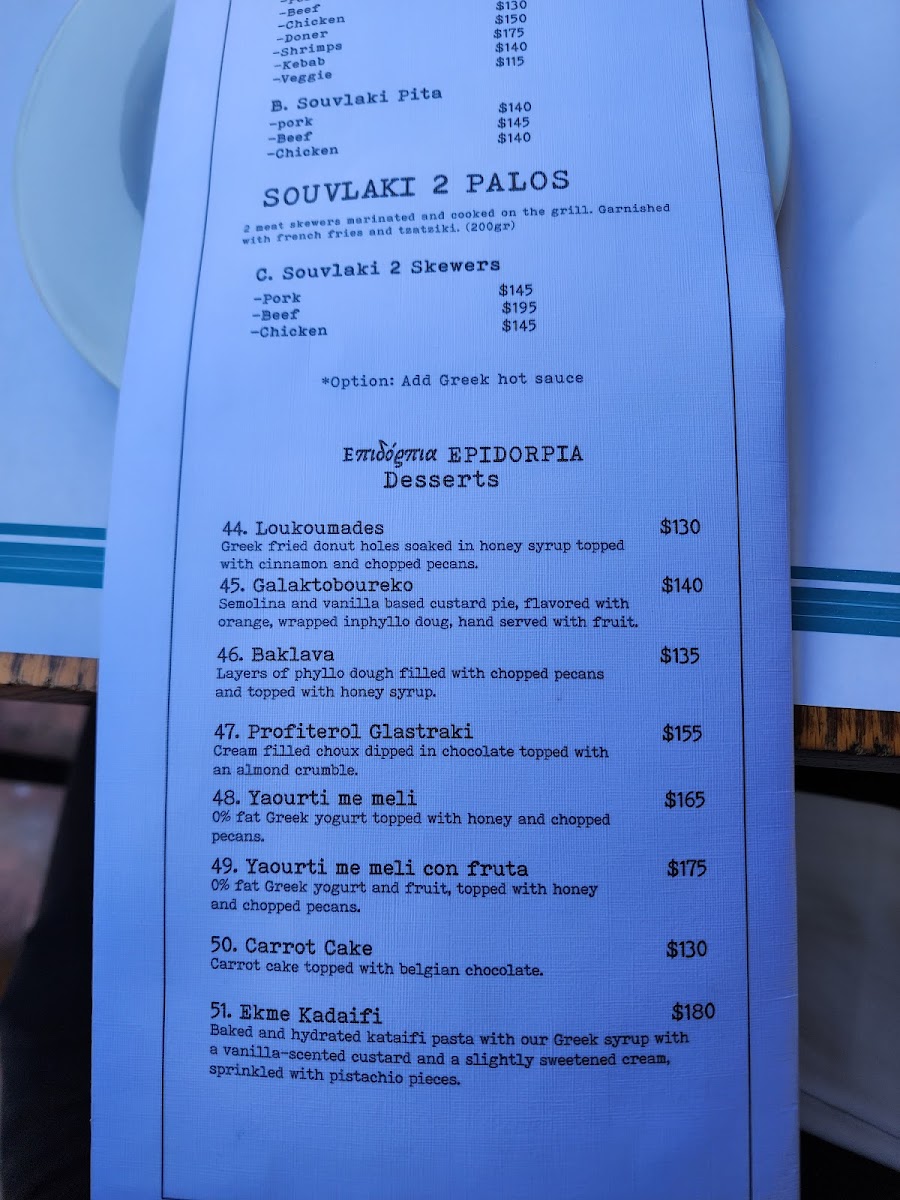 -Beef $130
-Chicken $150
-Doner $175
-Shrimps $140
-Kebab $115
-Veggie
B. Souvlaki Pita
-pork $140
-Beef $145
-Chicken $140
SOUVLAKI 2 PALOS
2 meat skewers marinated and cooked on the grill. Garnished
with french fries and tzatziki. (200gr)
C. Souvlaki 2 Skewers
-Pork $145
-Beef $195
-Chicken $145
*Option: Add Greek hot sauce
Επιδόρπια EPIDORPIA
Desserts
44. Loukoumades $130
Greek fried donut holes soaked in honey syrup topped
with cinnamon and chopped pecans.
45. Galaktoboureko $140
Semolina and vanilla based custard pie, flavored with
orange, wrapped inphyllo doug, hand served with fruit.
46. Baklava $135
Layers of phyllo dough filled with chopped pecans
and topped with honey syrup.
47. Profiterol Glastraki $155
Cream filled choux dipped in chocolate topped with
an almond crumble.
48. Yaourti me meli $165
0% fat Greek yogurt topped with honey and chopped
pecans.
49. Yaourti me meli con fruta $175
0% fat Greek yogurt and fruit, topped with honey
and chopped pecans.
50. Carrot Cake $130
Carrot cake topped with belgian chocolate.
51. Ekme Kadaifi $180
Baked and hydrated kataifi pasta with our Greek syrup with
a vanilla-scented custard and a slightly sweetened cream,
sprinkled with pistachio pieces.